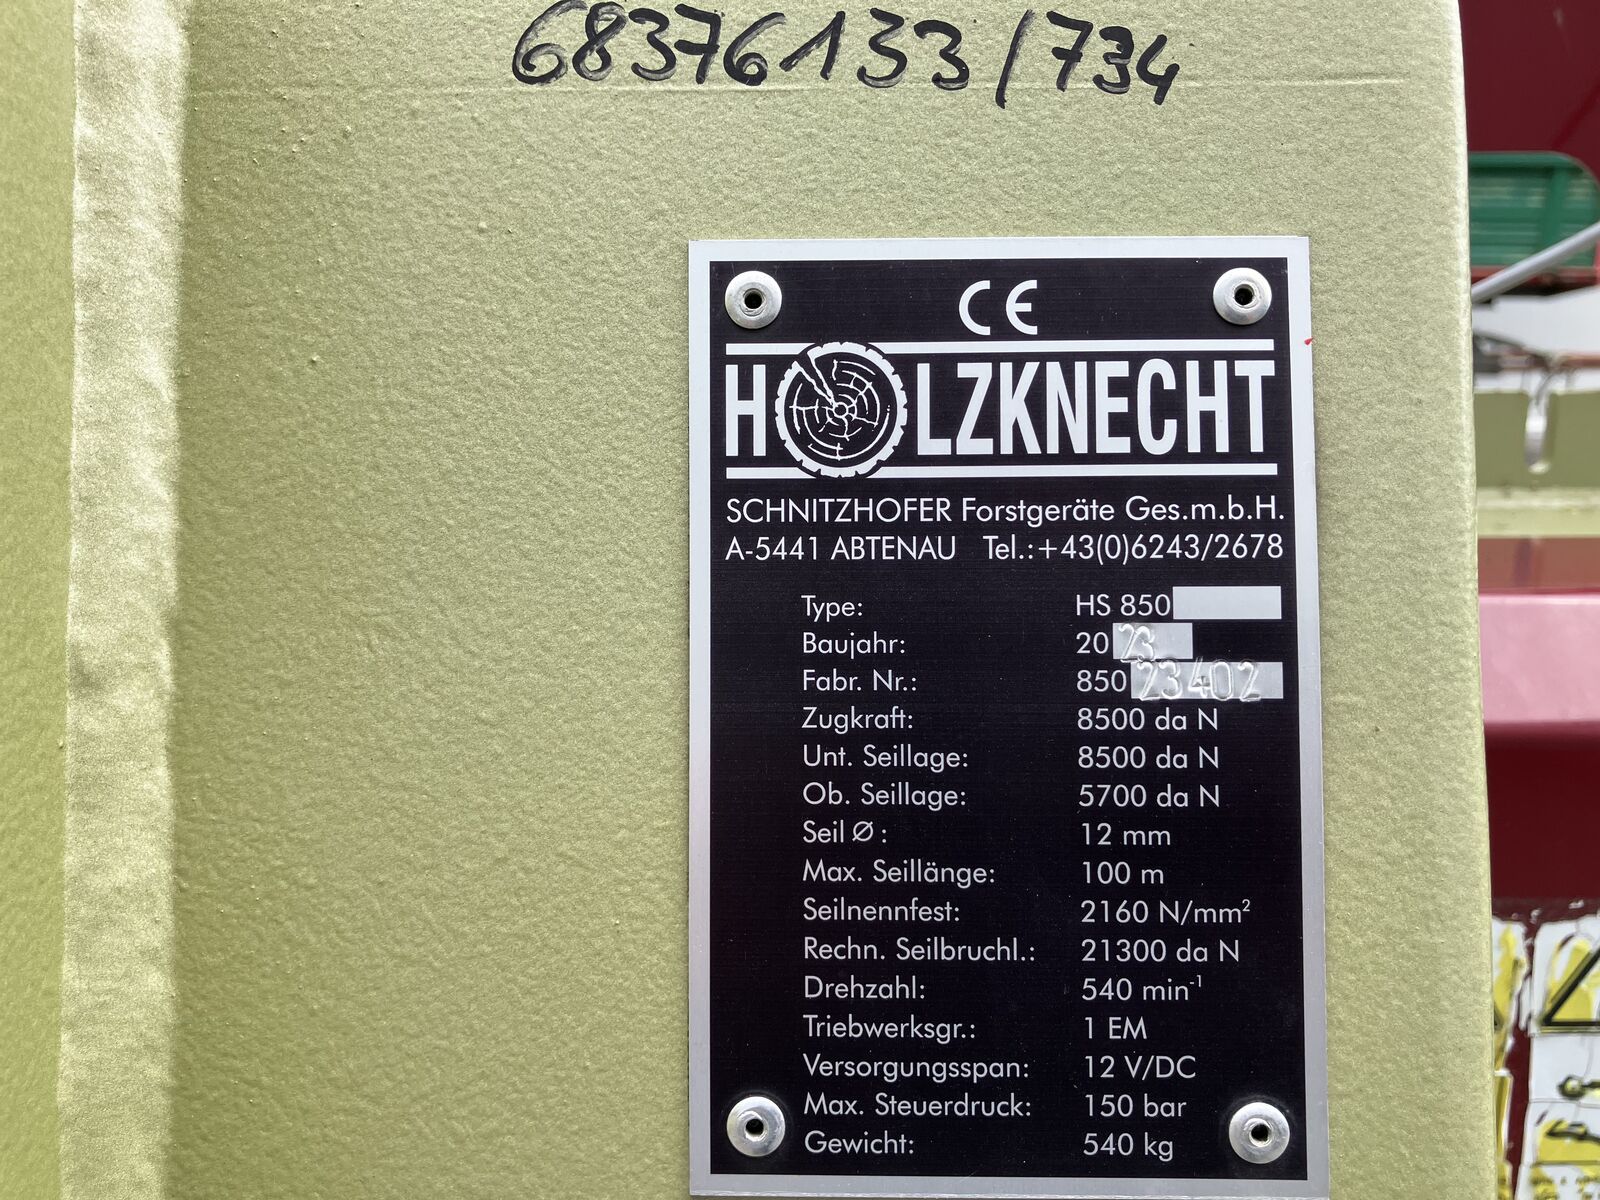 68376133/734
CE
HOLZKNECHT
SCHNITZHOFER Forstgeräte Ges.m.b.H.
A-5441 ABTENAU Tel.:+43(0)6243/2678
Type: HS 850
Baujahr: 2023
Fabr. Nr.: 85023402
Zugkraft: 8500 da N
Unt. Seillage: 8500 da N
Ob. Seillage: 5700 da N
Seil Ø : 12 mm
Max. Seillänge: 100 m
Seilnennfest: 2160 N/mm²
Rechn. Seilbruchl.: 21300 da N
Drehzahl: 540 min⁻¹
Triebwerksgr.: 1 EM
Versorgungsspan: 12 V/DC
Max. Steuerdruck: 150 bar
Gewicht: 540 kg